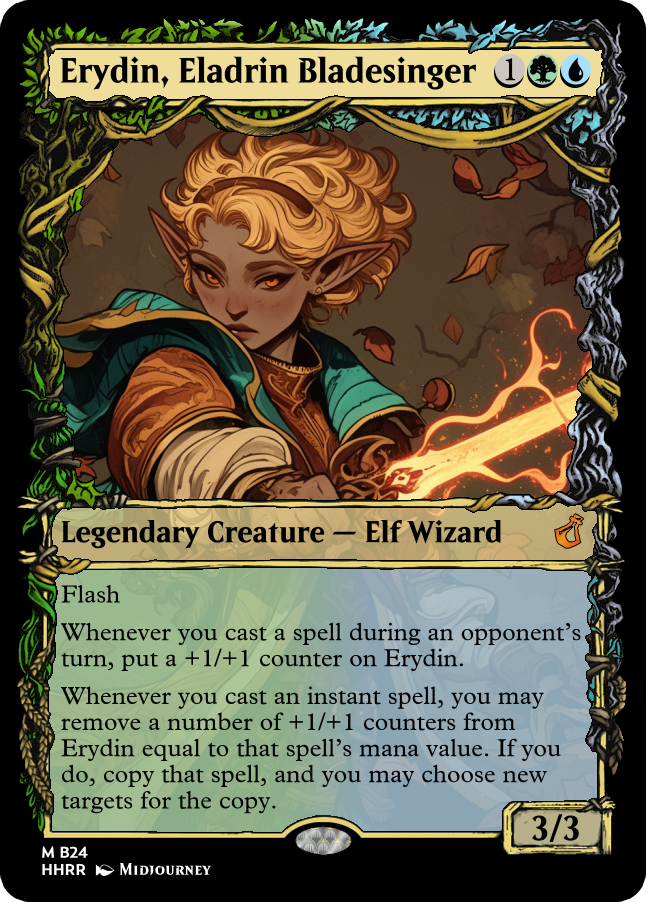 Erydin, Eladrin Bladesinger 1
Legendary Creature — Elf Wizard
Flash
Whenever you cast a spell during an opponent's
turn, put a +1/+1 counter on Erydin.
Whenever you cast an instant spell, you may
remove a number of +1/+1 counters from
Erydin equal to that spell's mana value. If you
do, copy that spell, and you may choose new
targets for the copy.
3/3
M B24
HHRR Midjourney